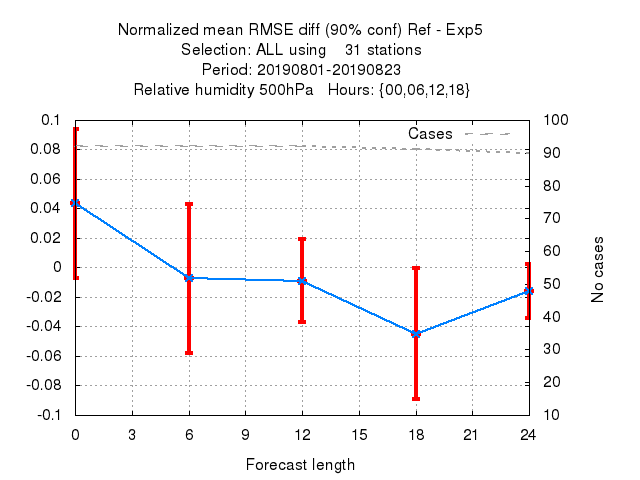 Normalized mean RMSE diff (90% conf) Ref - Exp5
Selection: ALL using 31 stations
Period: 20190801-20190823
Relative humidity 500hPa Hours: {00,06,12,18}
0.1 100
Cases
0.08 90
0.06 80
0.04 70
0.02 60
0 50
-0.02 40
-0.04 30
-0.06 20
-0.08 10
-0.1
No cases
0 3 6 9 12 15 18 21 24
Forecast length